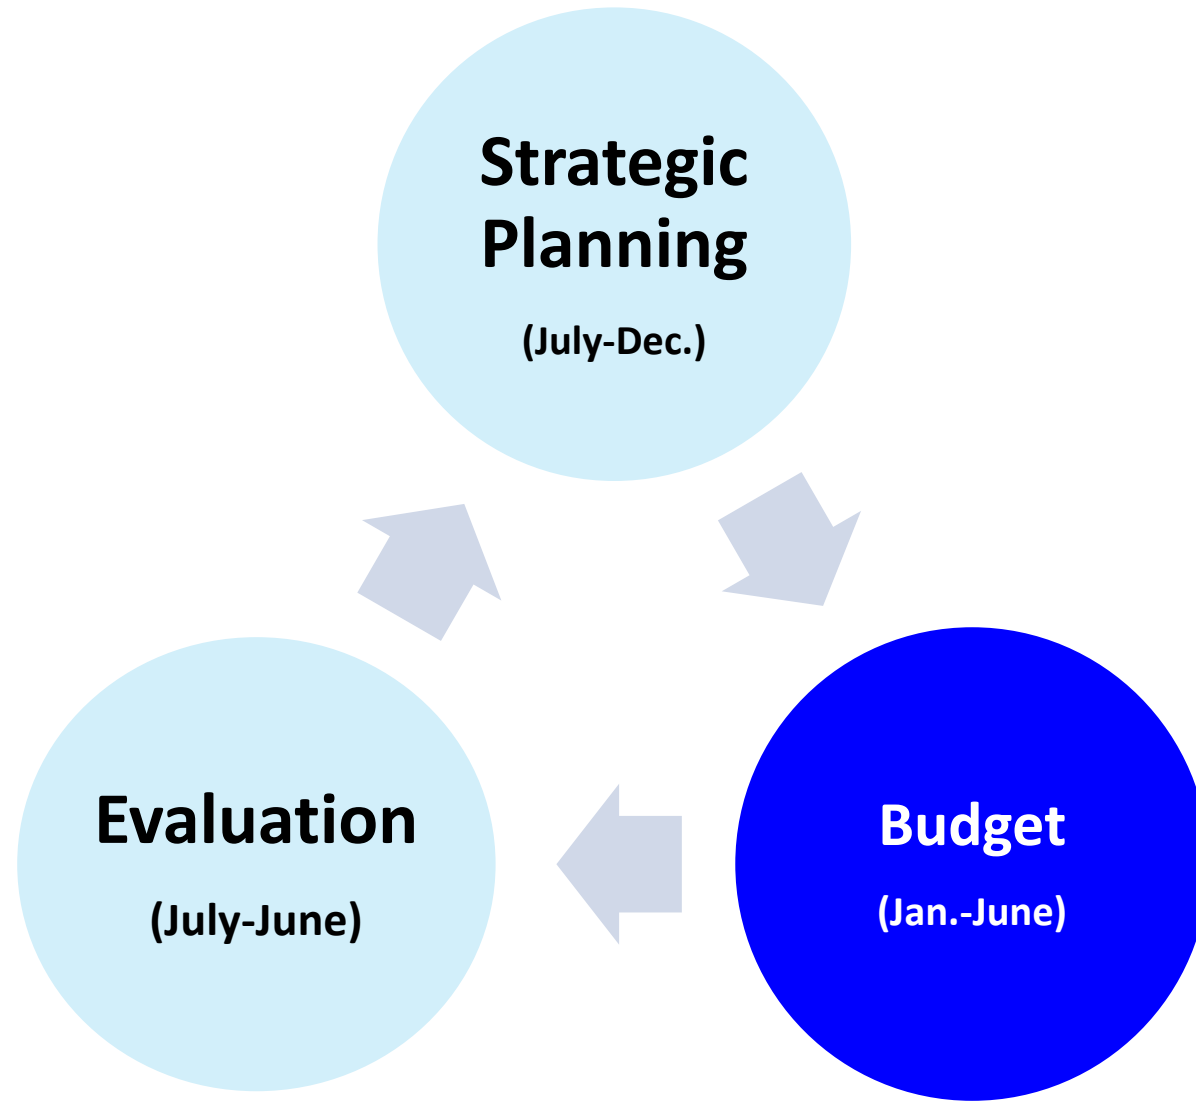 Strategic
Planning
(July-Dec.)
Budget
(Jan.-June)
Evaluation
(July-June)